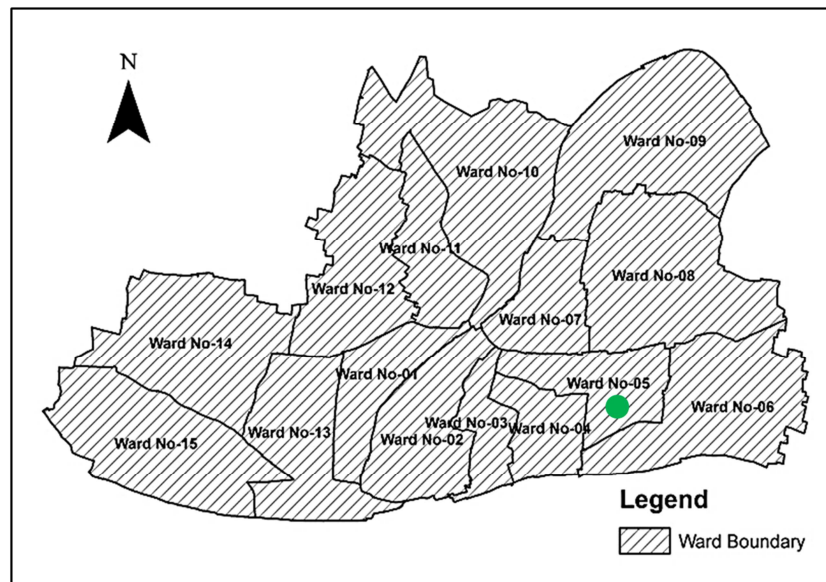 N
Ward No-09
Ward No-10
Ward No-11
Ward No-08
Ward No-12
Ward No-07
Ward No-14
Ward No-01
Ward No-05
Ward No-06
Ward No-03
Ward No-04
Ward No-13
Ward No-02
Ward No-15
Legend
Ward Boundary